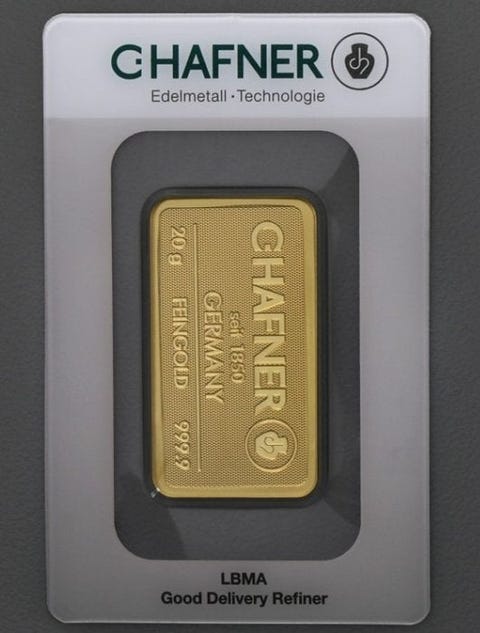 C·HAFNER
Edelmetall · Technologie
C·HAFNER
seit 1850
GERMANY
20 g FEINGOLD 999.9
LBMA
Good Delivery Refiner